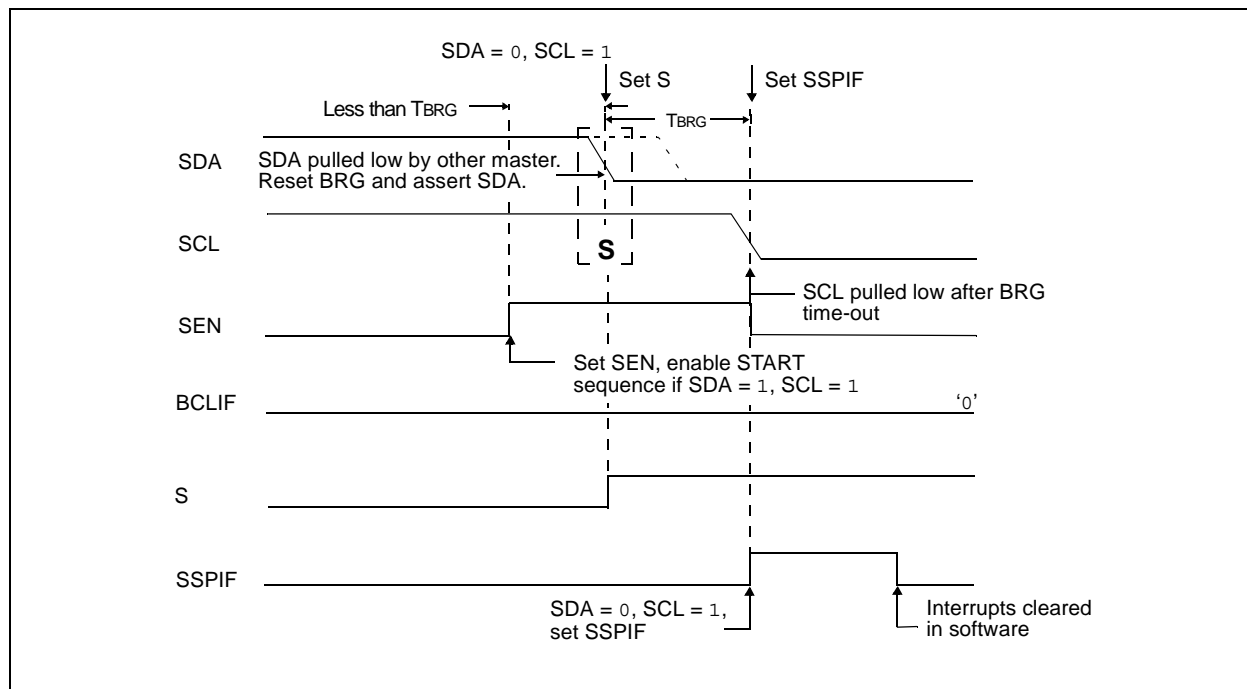 SDA = 0, SCL = 1
Set S
Set SSPIF
Less than TBRG
TBRG
SDA
SDA pulled low by other master.
Reset BRG and assert SDA.
SCL
S
SCL pulled low after BRG
time-out
SEN
Set SEN, enable START
sequence if SDA = 1, SCL = 1
BCLIF
‘0’
S
SSPIF
SDA = 0, SCL = 1,
set SSPIF
Interrupts cleared
in software